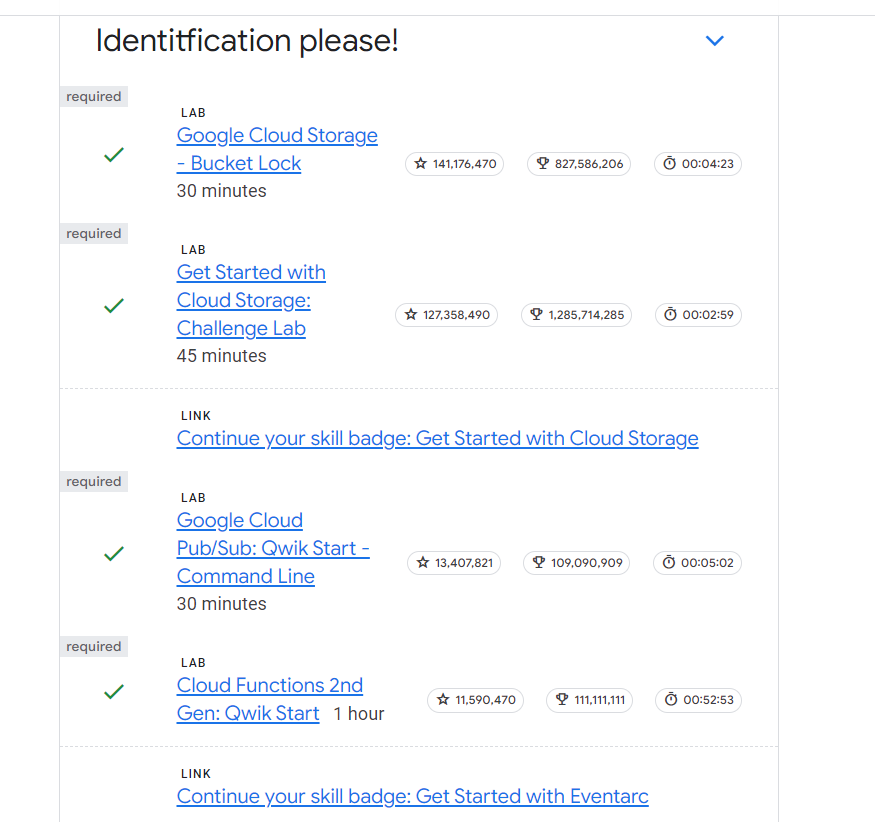 Identitfication please!
required
LAB
Google Cloud Storage
- Bucket Lock
141,176,470 827,586,206 00:04:23
30 minutes
required
LAB
Get Started with
Cloud Storage:
127,358,490 1,285,714,285 00:02:59
Challenge Lab
45 minutes
LINK
Continue your skill badge: Get Started with Cloud Storage
required
LAB
Google Cloud
Pub/Sub: Qwik Start -
13,407,821 109,090,909 00:05:02
Command Line
30 minutes
required
LAB
Cloud Functions 2nd
11,590,470 111,111,111 00:52:53
Gen: Qwik Start 1 hour
LINK
Continue your skill badge: Get Started with Eventarc